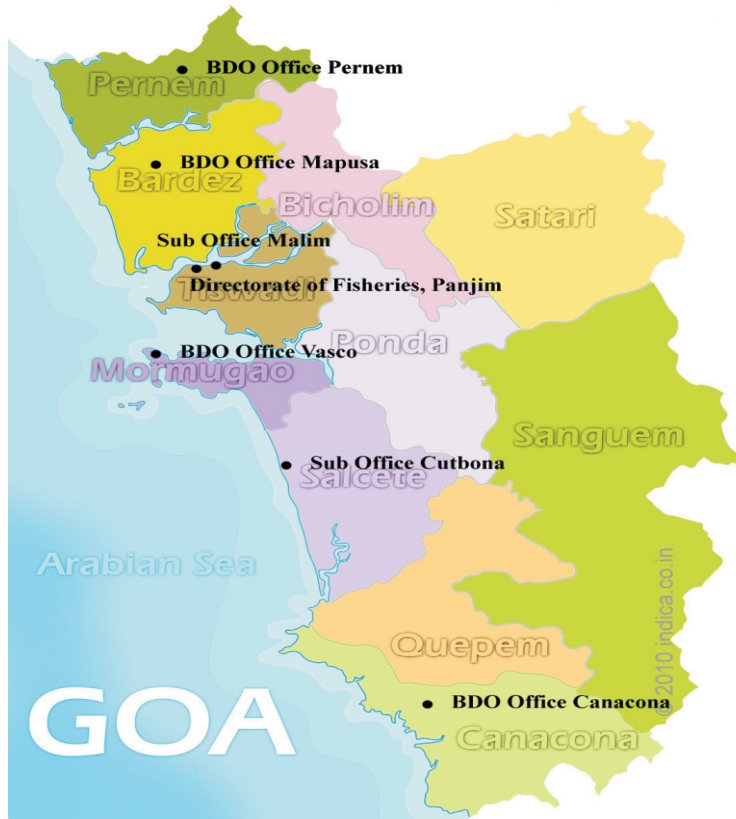 BDO Office Pernem
Pernem
BDO Office Mapusa
Bardez
Bicholim
Satari
Sub Office Malim
Directorate of Fisheries, Panjim
Tiswadi
Ponda
BDO Office Vasco
Mormugao
Sanguem
Sub Office Cutbona
Salcete
Arabian Sea
Quepem
© 2010 indica.co.in
GOA
BDO Office Canacona
Canacona